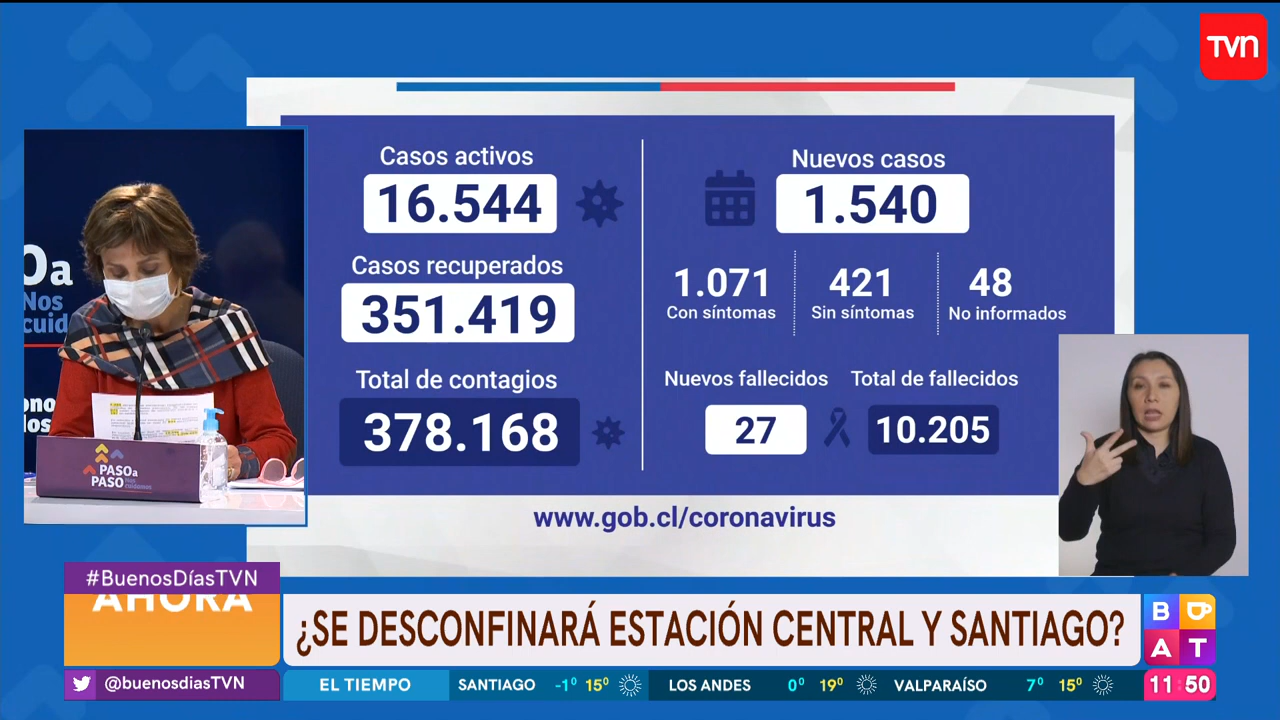 TVN
Casos activos
16.544
Casos recuperados
351.419
Total de contagios
378.168
Nuevos casos
1.540
1.071
Con síntomas
421
Sin síntomas
48
No informados
Nuevos fallecidos
27
Total de fallecidos
10.205
www.gob.cl/coronavirus
Nos
PASO a
PASO Nos
cuidamos
#BuenosDíasTVN
AHORA
¿SE DESCONFINARÁ ESTACIÓN CENTRAL Y SANTIAGO?
B
A T
@buenosdiasTVN
EL TIEMPO
SANTIAGO -1° 15°
LOS ANDES 0° 19°
VALPARAÍSO 7° 15°
11:50